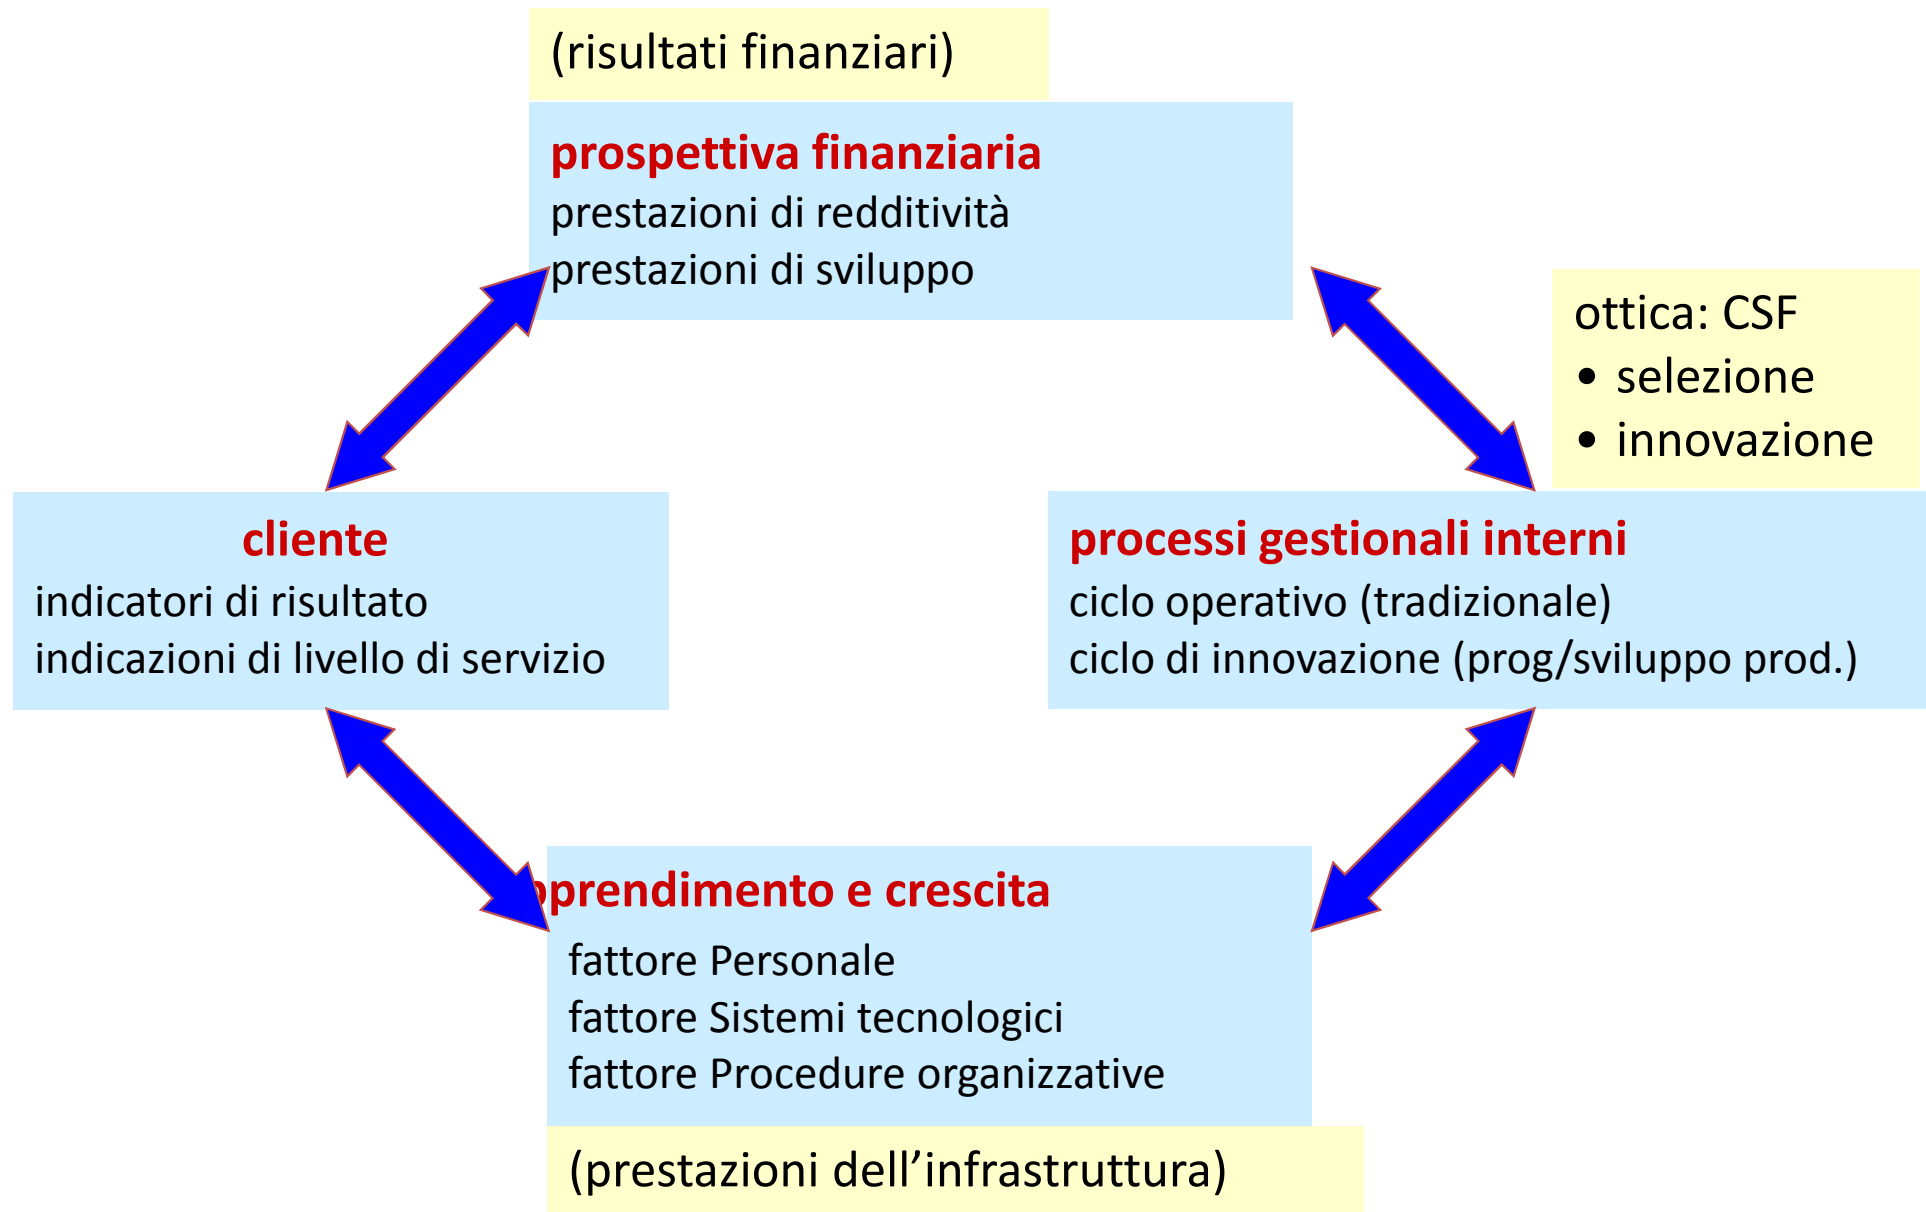 (risultati finanziari)
prospettiva finanziaria
prestazioni di redditività
prestazioni di sviluppo
ottica: CSF
• selezione
• innovazione
cliente
indicatori di risultato
indicazioni di livello di servizio
processi gestionali interni
ciclo operativo (tradizionale)
ciclo di innovazione (prog/sviluppo prod.)
pprendimento e crescita
fattore Personale
fattore Sistemi tecnologici
fattore Procedure organizzative
(prestazioni dell’infrastruttura)